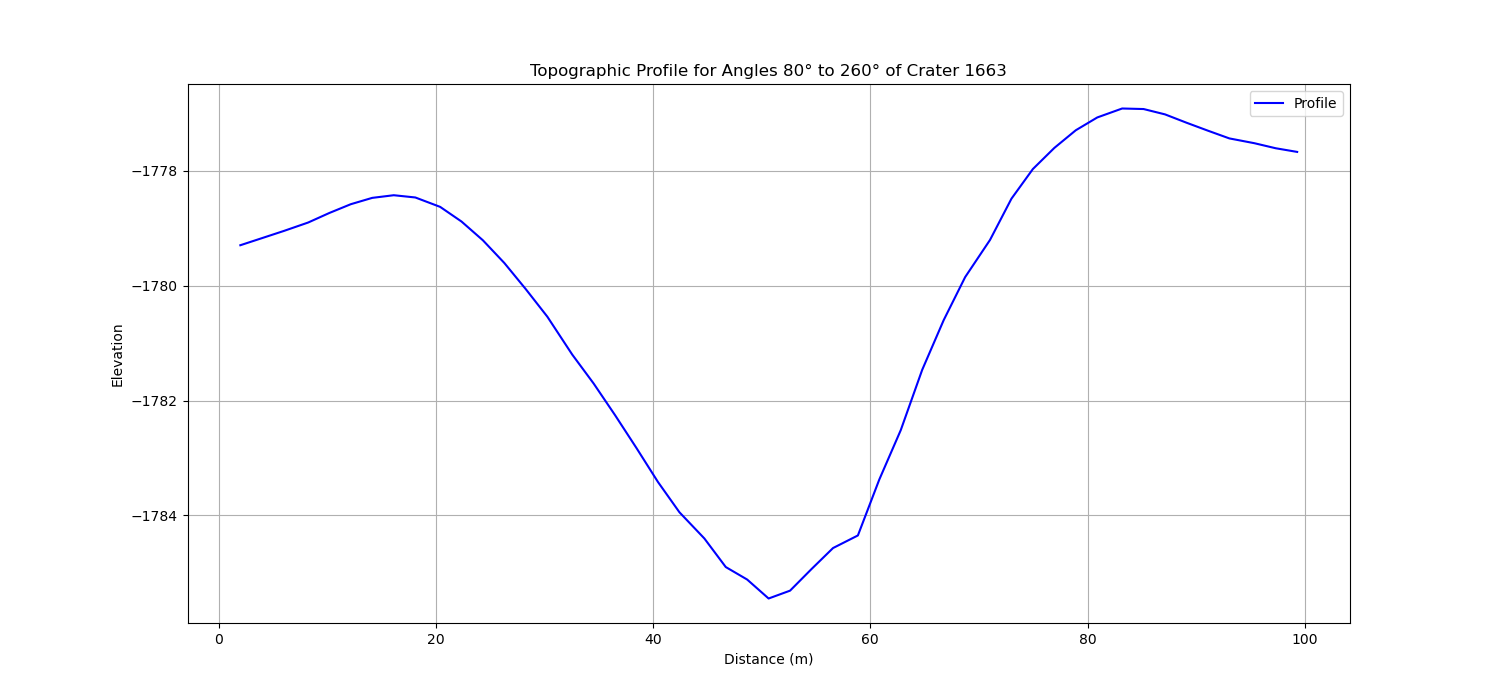 Topographic Profile for Angles 80° to 260° of Crater 1663
Profile
−1778
−1780
−1782
−1784
Elevation
0 20 40 60 80 100
Distance (m)